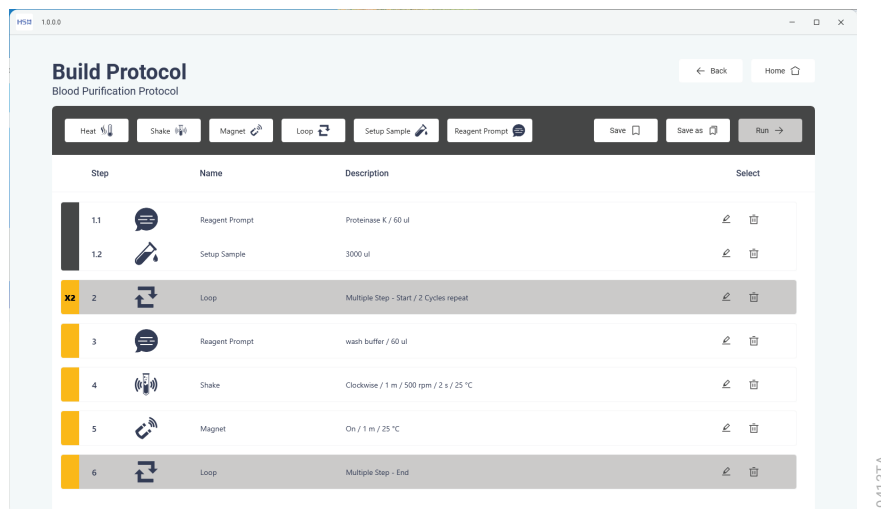 HSM 1.0.0.0
Build Protocol
Blood Purification Protocol
← Back
Home
Heat
Shake
Magnet
Loop
Setup Sample
Reagent Prompt
Save
Save as
Run →
Step Name Description Select
1.1 Reagent Prompt Proteinase K / 60 ul
1.2 Setup Sample 3000 ul
X2 2 Loop Multiple Step - Start / 2 Cycles repeat
3 Reagent Prompt wash buffer / 60 ul
4 Shake Clockwise / 1 m / 500 rpm / 2 s / 25 °C
5 Magnet On / 1 m / 25 °C
6 Loop Multiple Step - End